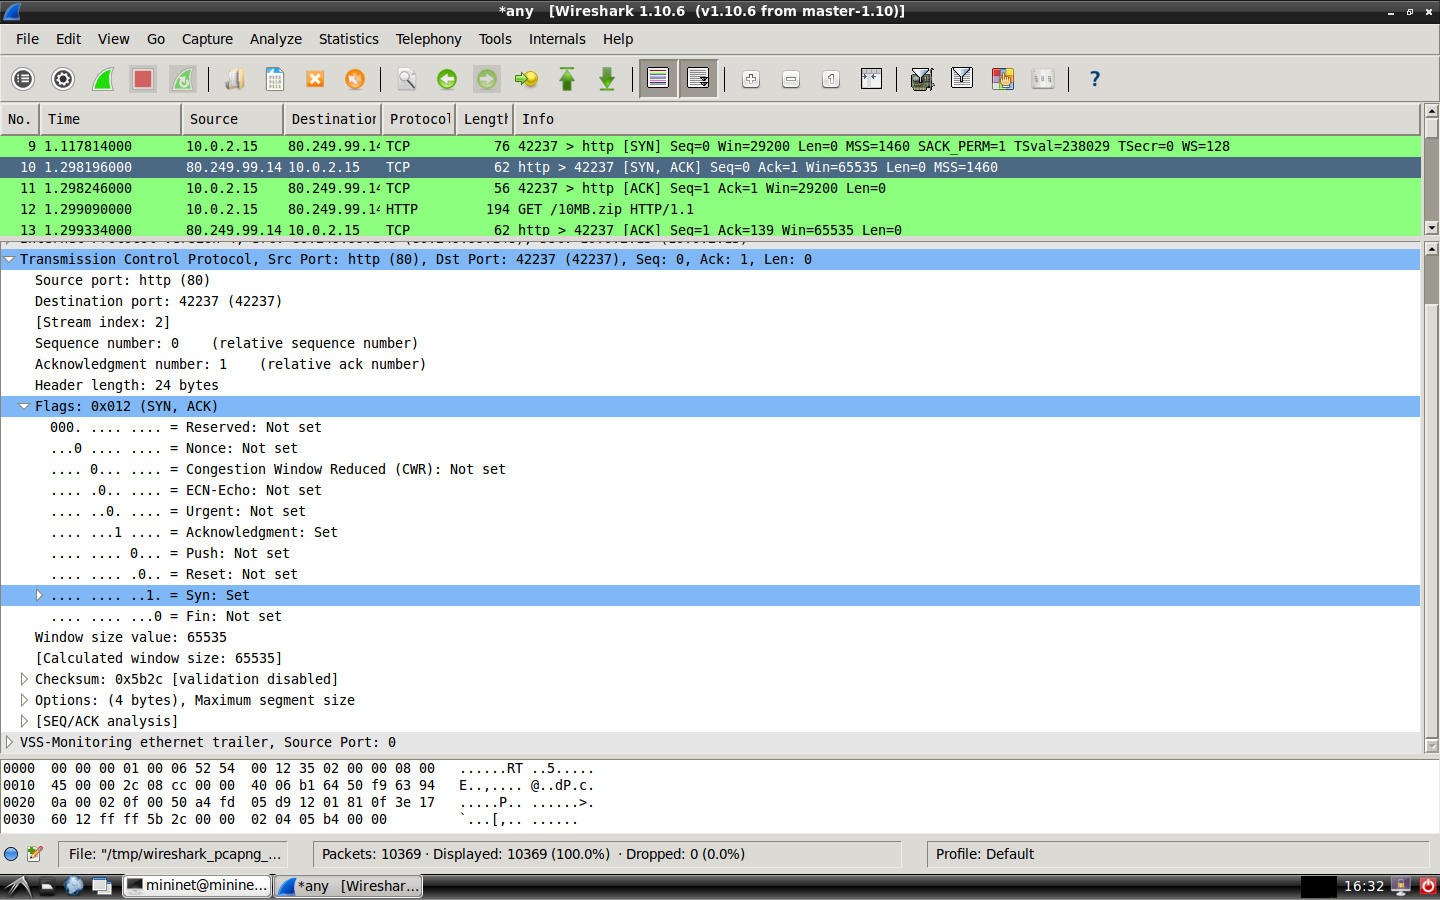 *any   [Wireshark 1.10.6  (v1.10.6 from master-1.10)]
File Edit View Go Capture Analyze Statistics Telephony Tools Internals Help
No. Time Source Destination Protocol Length Info
9 1.117814000 10.0.2.15 80.249.99.14 TCP 76 42237 > http [SYN] Seq=0 Win=29200 Len=0 MSS=1460 SACK_PERM=1 TSval=238029 TSecr=0 WS=128
10 1.298196000 80.249.99.14 10.0.2.15 TCP 62 http > 42237 [SYN, ACK] Seq=0 Ack=1 Win=65535 Len=0 MSS=1460
11 1.298246000 10.0.2.15 80.249.99.14 TCP 56 42237 > http [ACK] Seq=1 Ack=1 Win=29200 Len=0
12 1.299090000 10.0.2.15 80.249.99.14 HTTP 194 GET /10MB.zip HTTP/1.1
13 1.299334000 80.249.99.14 10.0.2.15 TCP 62 http > 42237 [ACK] Seq=1 Ack=139 Win=65535 Len=0
Transmission Control Protocol, Src Port: http (80), Dst Port: 42237 (42237), Seq: 0, Ack: 1, Len: 0
Source port: http (80)
Destination port: 42237 (42237)
[Stream index: 2]
Sequence number: 0    (relative sequence number)
Acknowledgment number: 1    (relative ack number)
Header length: 24 bytes
Flags: 0x012 (SYN, ACK)
000. .... .... = Reserved: Not set
...0 .... .... = Nonce: Not set
.... 0... .... = Congestion Window Reduced (CWR): Not set
.... .0.. .... = ECN-Echo: Not set
.... ..0. .... = Urgent: Not set
.... ...1 .... = Acknowledgment: Set
.... .... 0... = Push: Not set
.... .... .0.. = Reset: Not set
.... .... ..1. = Syn: Set
.... .... ...0 = Fin: Not set
Window size value: 65535
[Calculated window size: 65535]
Checksum: 0x5b2c [validation disabled]
Options: (4 bytes), Maximum segment size
[SEQ/ACK analysis]
VSS-Monitoring ethernet trailer, Source Port: 0
0000  00 00 00 01 00 06 52 54  00 12 35 02 00 00 08 00   ......RT ..5.....
0010  45 00 00 2c 08 cc 00 00  40 06 b1 64 50 f9 63 94   E..,.... @..dP.c.
0020  0a 00 02 0f 00 50 a4 fd  05 d9 12 01 81 0f 3e 17   .....P.. ......>.
0030  60 12 ff ff 5b 2c 00 00  02 04 05 b4 00 00   `...[,.. ......
File: "/tmp/wireshark_pcapng_... Packets: 10369 · Displayed: 10369 (100.0%)  · Dropped: 0 (0.0%) Profile: Default
mininet@minine... *any   [Wireshar... 16:32